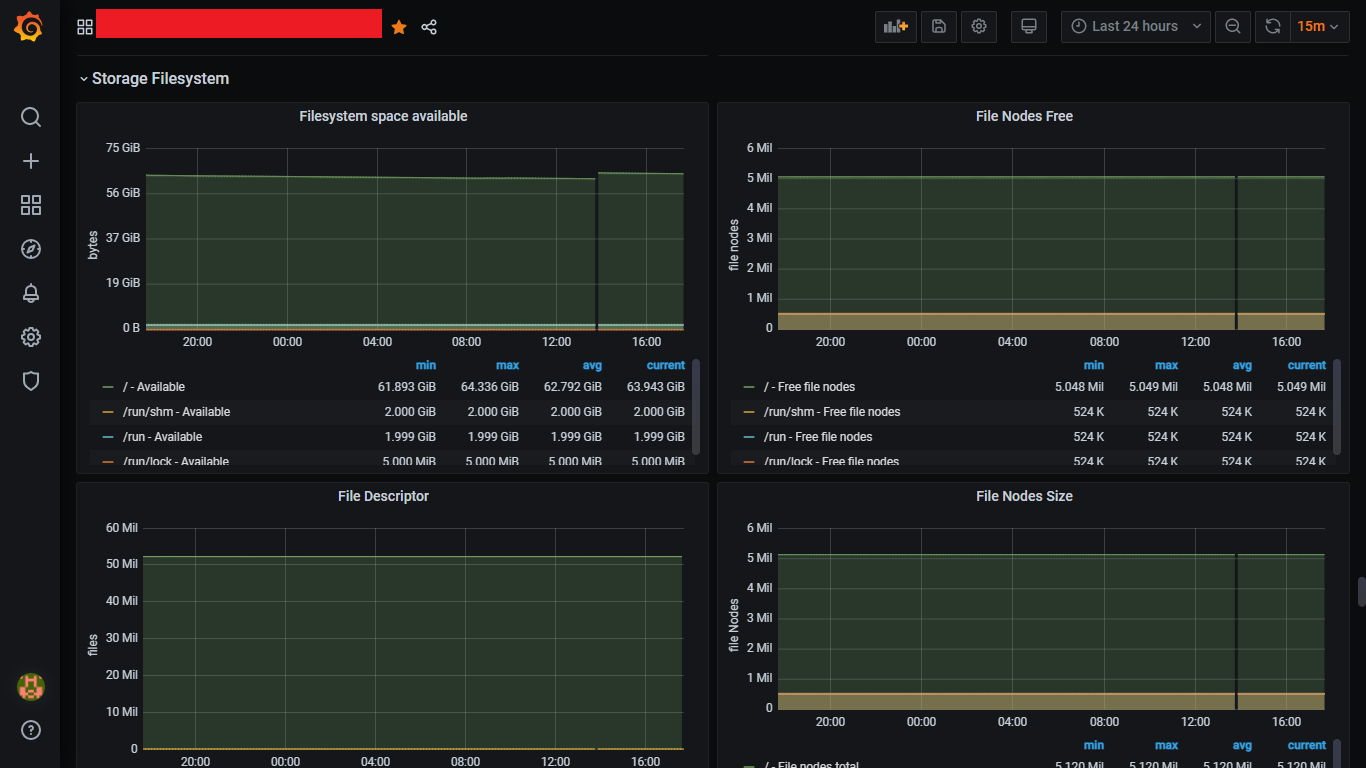 Last 24 hours
15m
Storage Filesystem
Filesystem space available
75 GiB
56 GiB
37 GiB
19 GiB
0 B
bytes
20:00 00:00 04:00 08:00 12:00 16:00
min max avg current
/ - Available 61.893 GiB 64.336 GiB 62.792 GiB 63.943 GiB
/run/shm - Available 2.000 GiB 2.000 GiB 2.000 GiB 2.000 GiB
/run - Available 1.999 GiB 1.999 GiB 1.999 GiB 1.999 GiB
/run/lock - Available 5.000 MiB 5.000 MiB 5.000 MiB 5.000 MiB
File Nodes Free
6 Mil
5 Mil
4 Mil
3 Mil
2 Mil
1 Mil
0
file nodes
20:00 00:00 04:00 08:00 12:00 16:00
min max avg current
/ - Free file nodes 5.048 Mil 5.049 Mil 5.048 Mil 5.049 Mil
/run/shm - Free file nodes 524 K 524 K 524 K 524 K
/run - Free file nodes 524 K 524 K 524 K 524 K
/run/lock - Free file nodes 524 K 524 K 524 K 524 K
File Descriptor
60 Mil
50 Mil
40 Mil
30 Mil
20 Mil
10 Mil
0
files
20:00 00:00 04:00 08:00 12:00 16:00
File Nodes Size
6 Mil
5 Mil
4 Mil
3 Mil
2 Mil
1 Mil
0
file Nodes
20:00 00:00 04:00 08:00 12:00 16:00
min max avg current
/ - File nodes total 5.120 Mil 5.120 Mil 5.120 Mil 5.120 Mil